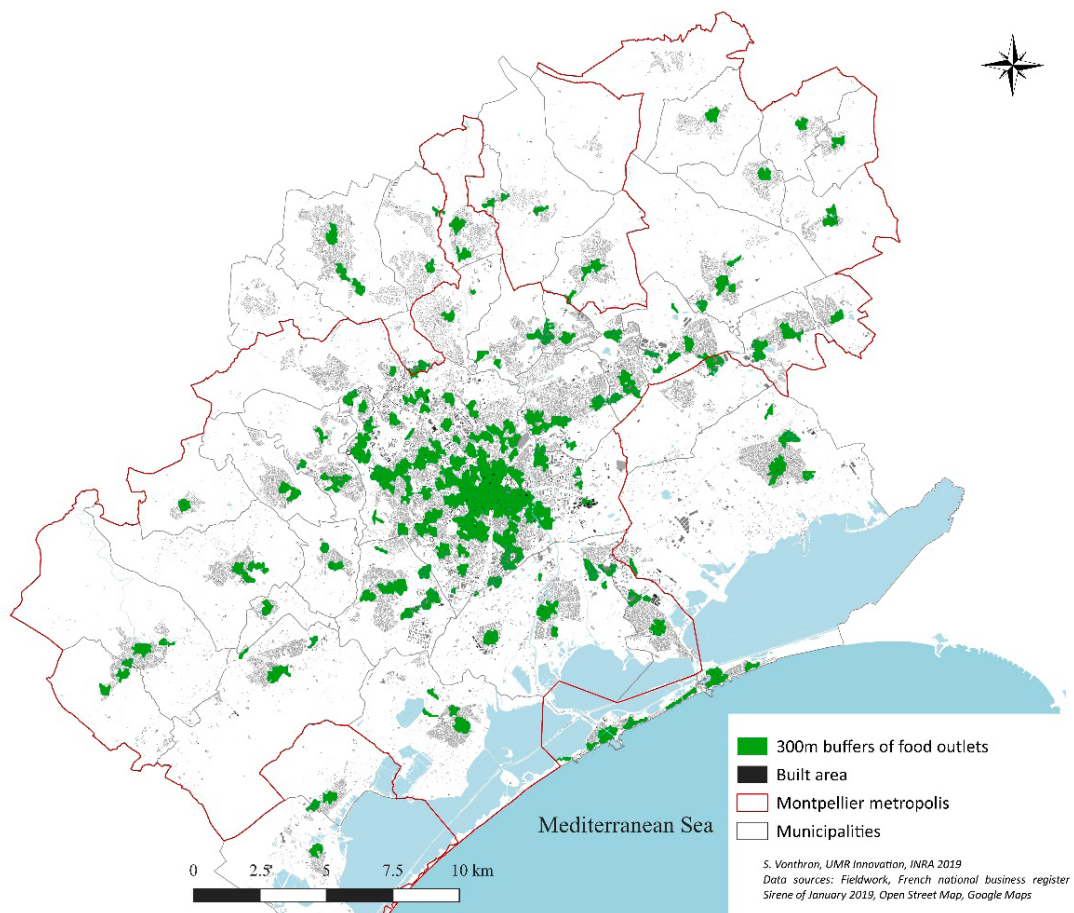 Mediterranean Sea
0 2.5 5 7.5 10 km
300m buffers of food outlets
Built area
Montpellier metropolis
Municipalities
S. Vonthron, UMR Innovation, INRA 2019
Data sources: Fieldwork, French national business register
Sirene of January 2019, Open Street Map, Google Maps